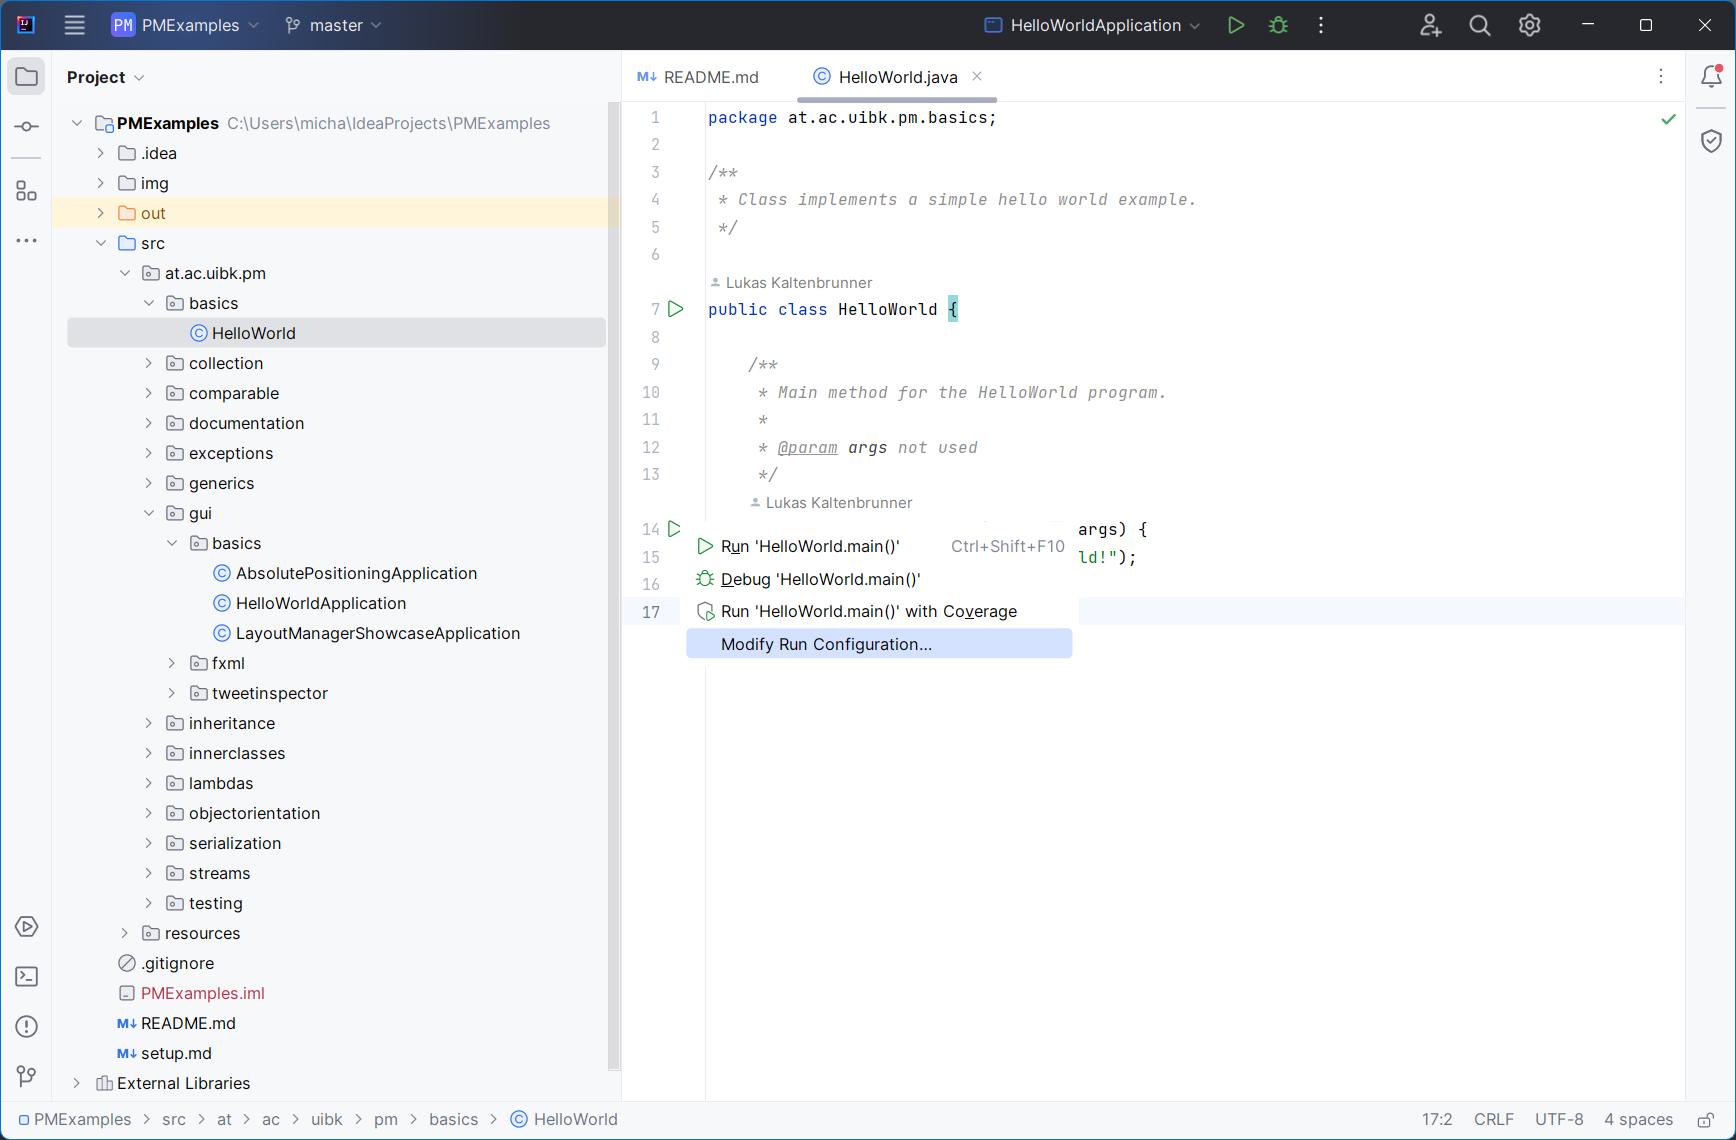 PM PMExamples
master
HelloWorldApplication
Project
PMExamples C:\Users\micha\IdeaProjects\PMExamples
.idea
img
out
src
at.ac.uibk.pm
basics
HelloWorld
collection
comparable
documentation
exceptions
generics
gui
basics
AbsolutePositioningApplication
HelloWorldApplication
LayoutManagerShowcaseApplication
fxml
tweetinspector
inheritance
innerclasses
lambdas
objectorientation
serialization
streams
testing
resources
.gitignore
PMExamples.iml
M↓ README.md
M↓ setup.md
External Libraries
M↓ README.md
HelloWorld.java
1 package at.ac.uibk.pm.basics;
2
3 /**
4 * Class implements a simple hello world example.
5 */
6
Lukas Kaltenbrunner
7 public class HelloWorld {
8
9 /**
10 * Main method for the HelloWorld program.
11 *
12 * @param args not used
13 */
Lukas Kaltenbrunner
14 args) {
15 ld!");
16
17
Run 'HelloWorld.main()' Ctrl+Shift+F10
Debug 'HelloWorld.main()'
Run 'HelloWorld.main()' with Coverage
Modify Run Configuration...
PMExamples > src > at > ac > uibk > pm > basics > HelloWorld
17:2 CRLF UTF-8 4 spaces